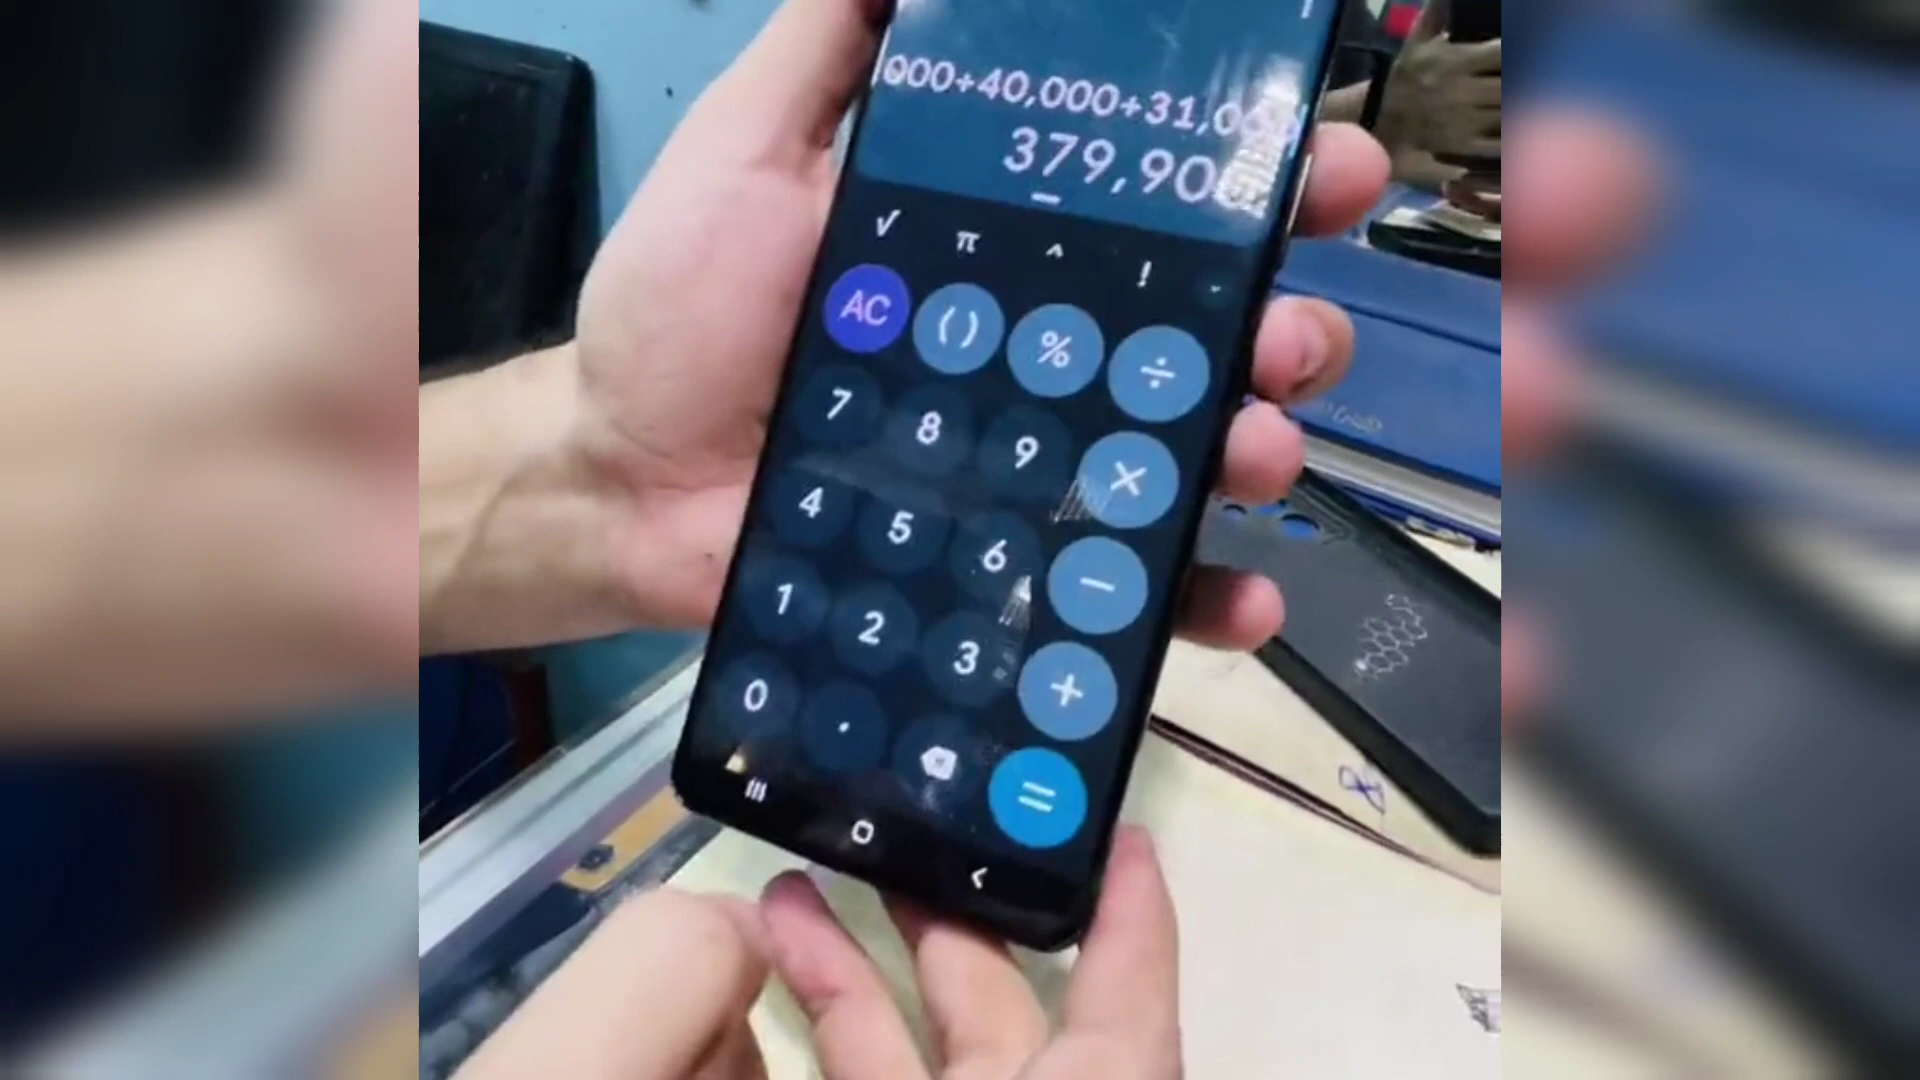 000+40,000+31,0
379,90
√ π ^ !
AC () % ÷
7 8 9 ×
4 5 6 −
1 2 3 +
0 . =